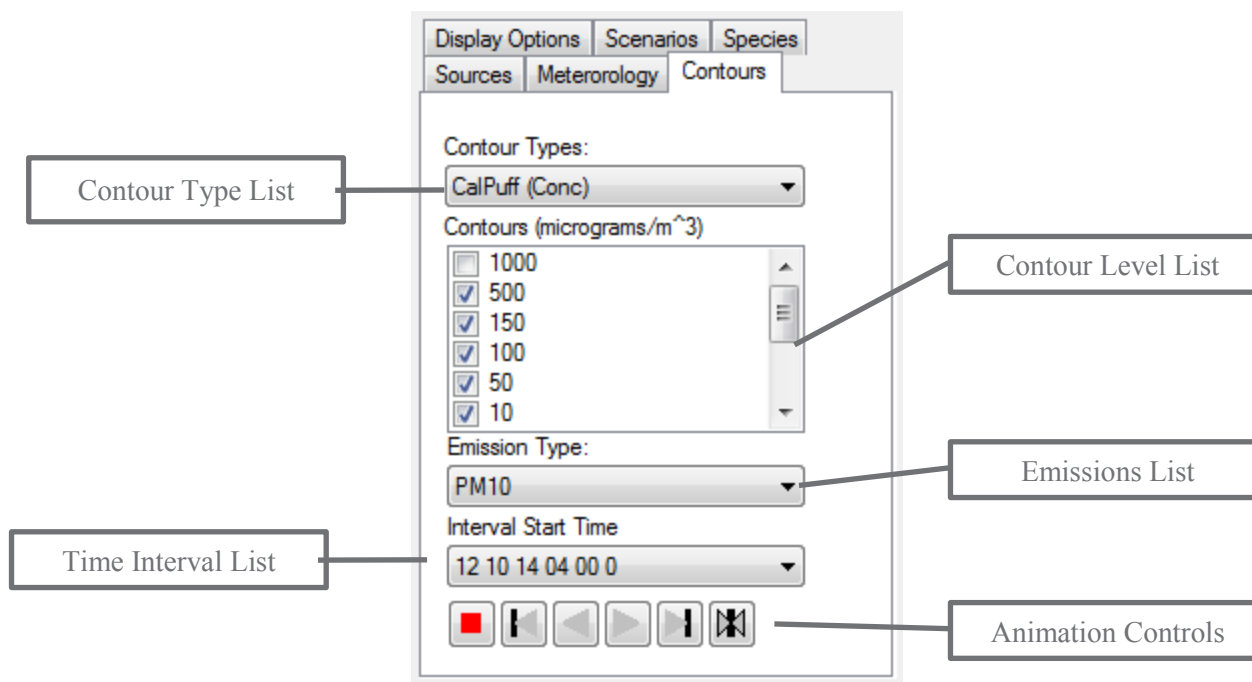 Display Options Scenarios Species
Sources Meterorology Contours
Contour Types:
Contour Type List
CalPuff (Conc)
Contours (micrograms/m^3)
1000
500
150
100
50
10
Contour Level List
Emission Type:
PM10
Emissions List
Interval Start Time
Time Interval List
12 10 14 04 00 0
Animation Controls